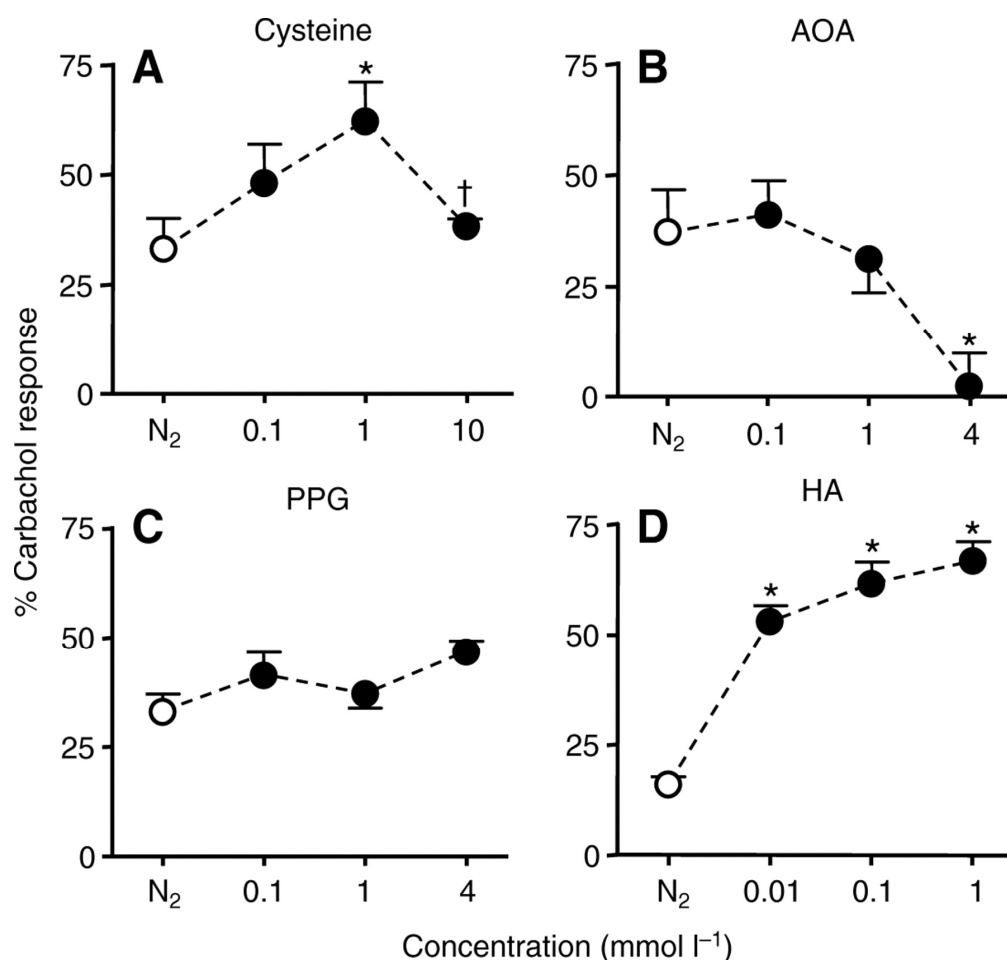 Cysteine
A
*
†
75
50
25
0
N₂ 0.1 1 10
AOA
B
*
75
50
25
0
N₂ 0.1 1 4
PPG
C
75
50
25
0
N₂ 0.1 1 4
HA
D
* * *
75
50
25
0
N₂ 0.01 0.1 1
% Carbachol response
Concentration (mmol l⁻¹)